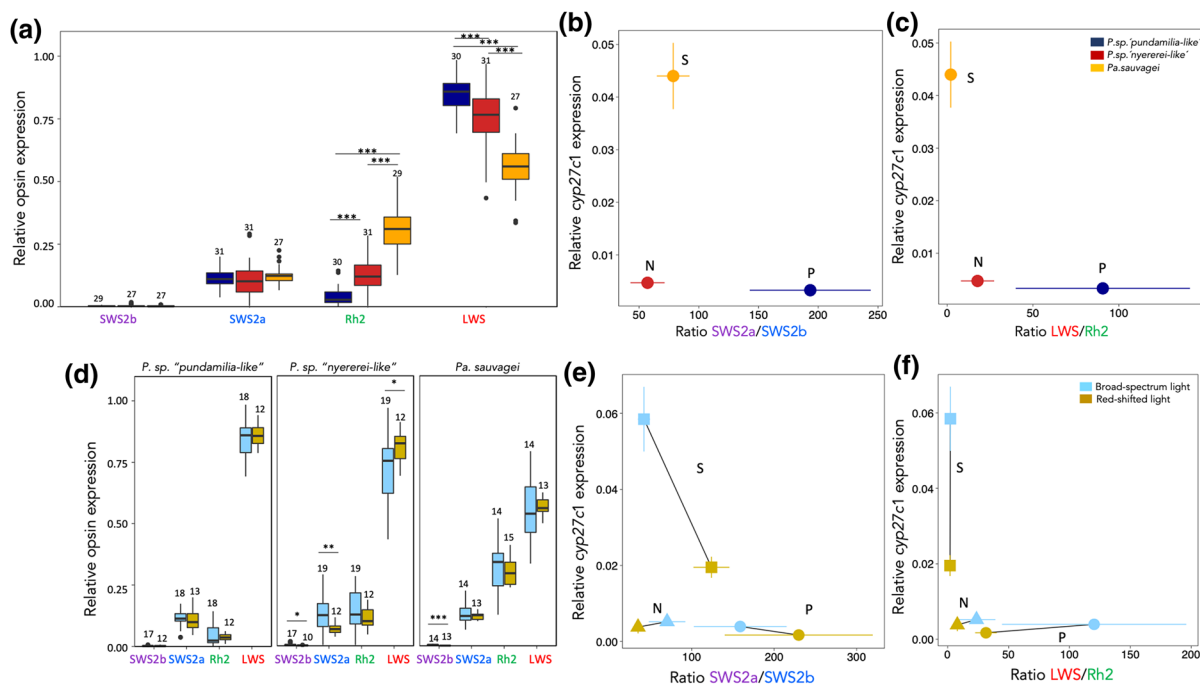 (a)
Relative opsin expression
1.00
0.75
0.50
0.25
0.00
29
27
27
31
31
27
30
31
29
30
31
27
***
***
***
***
***
***
SWS2b
SWS2a
Rh2
LWS
(b)
Relative cyp27c1 expression
0.05
0.04
0.03
0.02
0.01
S
N
P
50
100
150
200
250
Ratio SWS2a/SWS2b
(c)
Relative cyp27c1 expression
0.05
0.04
0.03
0.02
0.01
P.sp.'pundamilia-like'
P.sp.'nyererei-like'
Pa.sauvagei
S
N
P
0
50
100
Ratio LWS/Rh2
(d)
P. sp. "pundamilia-like"
P. sp. "nyererei-like"
Pa. sauvagei
Relative opsin expression
1.00
0.75
0.50
0.25
0.00
17
12
18
13
18
12
18
12
SWS2b
SWS2a
Rh2
LWS
*
17
10
**
19
12
19
12
*
19
12
SWS2b
SWS2a
Rh2
LWS
***
14
13
14
12
14
15
14
13
SWS2b
SWS2a
Rh2
LWS
(e)
Relative cyp27c1 expression
0.06
0.04
0.02
0.00
S
N
P
100
200
300
Ratio SWS2a/SWS2b
(f)
Relative cyp27c1 expression
0.06
0.04
0.02
0.00
Broad-spectrum light
Red-shifted light
S
N
P
0
50
100
150
200
Ratio LWS/Rh2